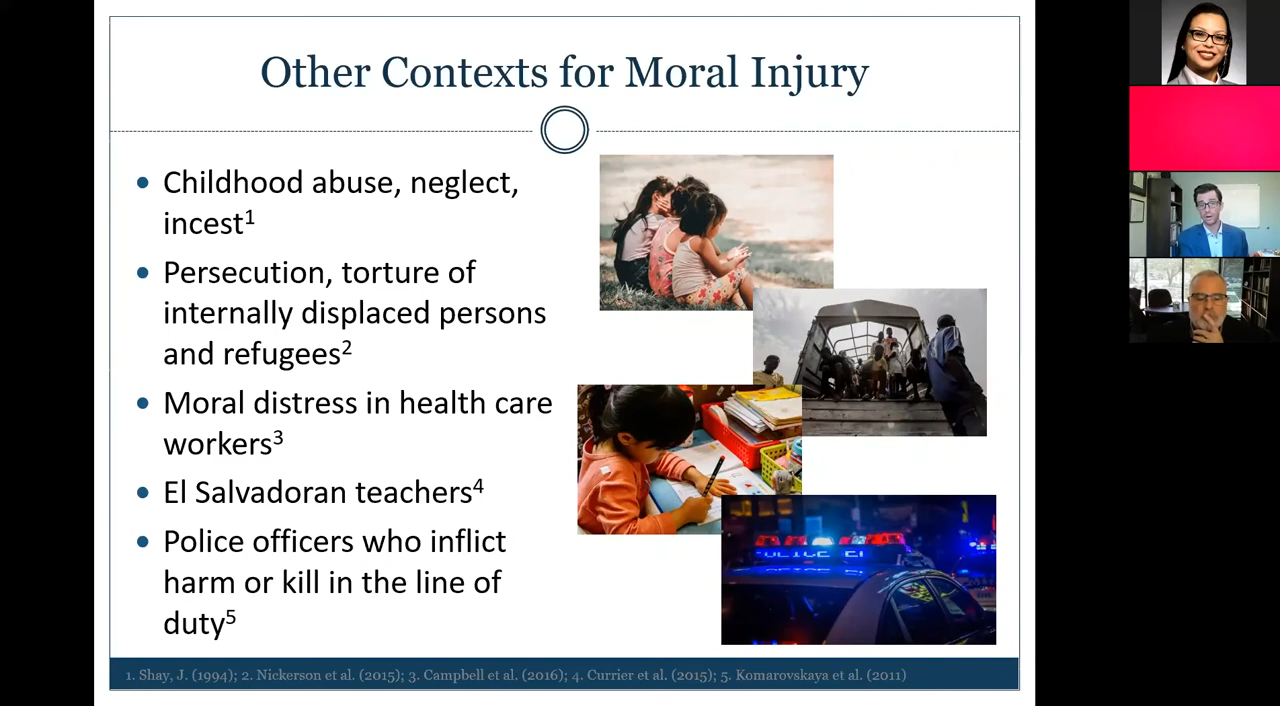 Other Contexts for Moral Injury
• Childhood abuse, neglect,
incest¹
• Persecution, torture of
internally displaced persons
and refugees²
• Moral distress in health care
workers³
• El Salvadoran teachers⁴
• Police officers who inflict
harm or kill in the line of
duty⁵
1. Shay, J. (1994); 2. Nickerson et al. (2015); 3. Campbell et al. (2016); 4. Currier et al. (2015); 5. Komarovskaya et al. (2011)